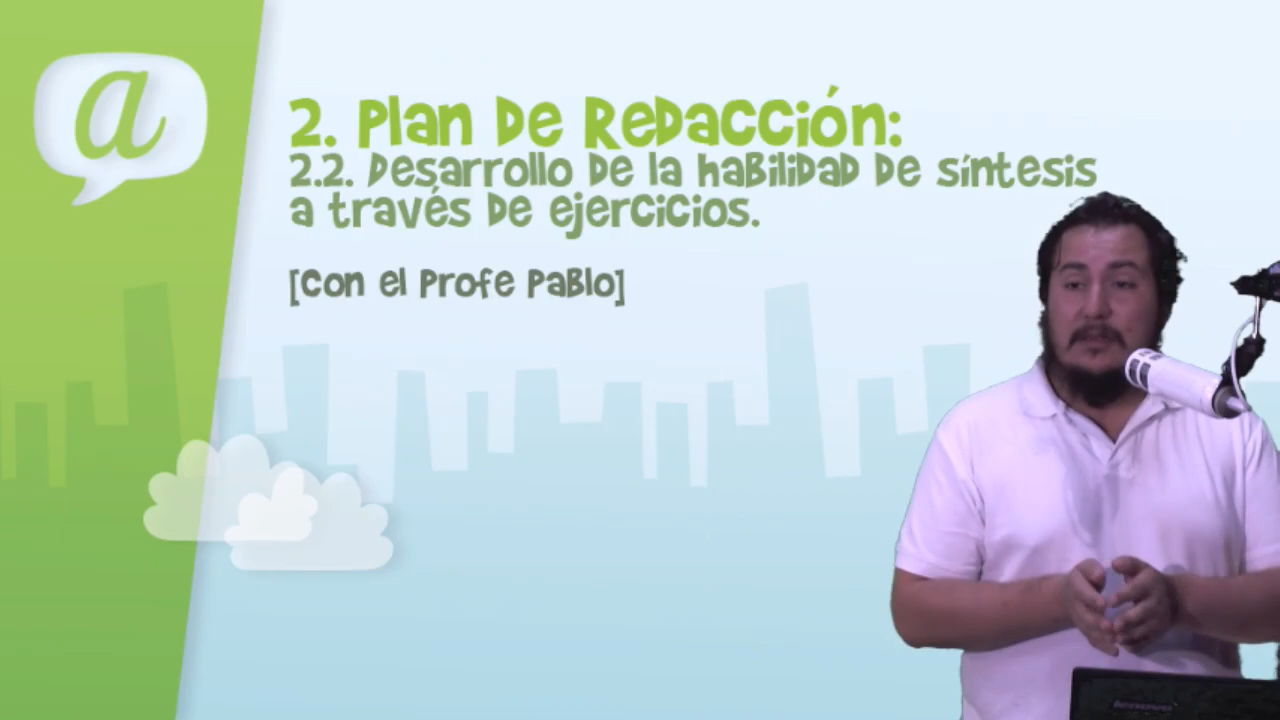 a
2. Plan de Redacción:
2.2. Desarrollo de la habilidad de síntesis
a través de ejercicios.
[Con el Profe Pablo]